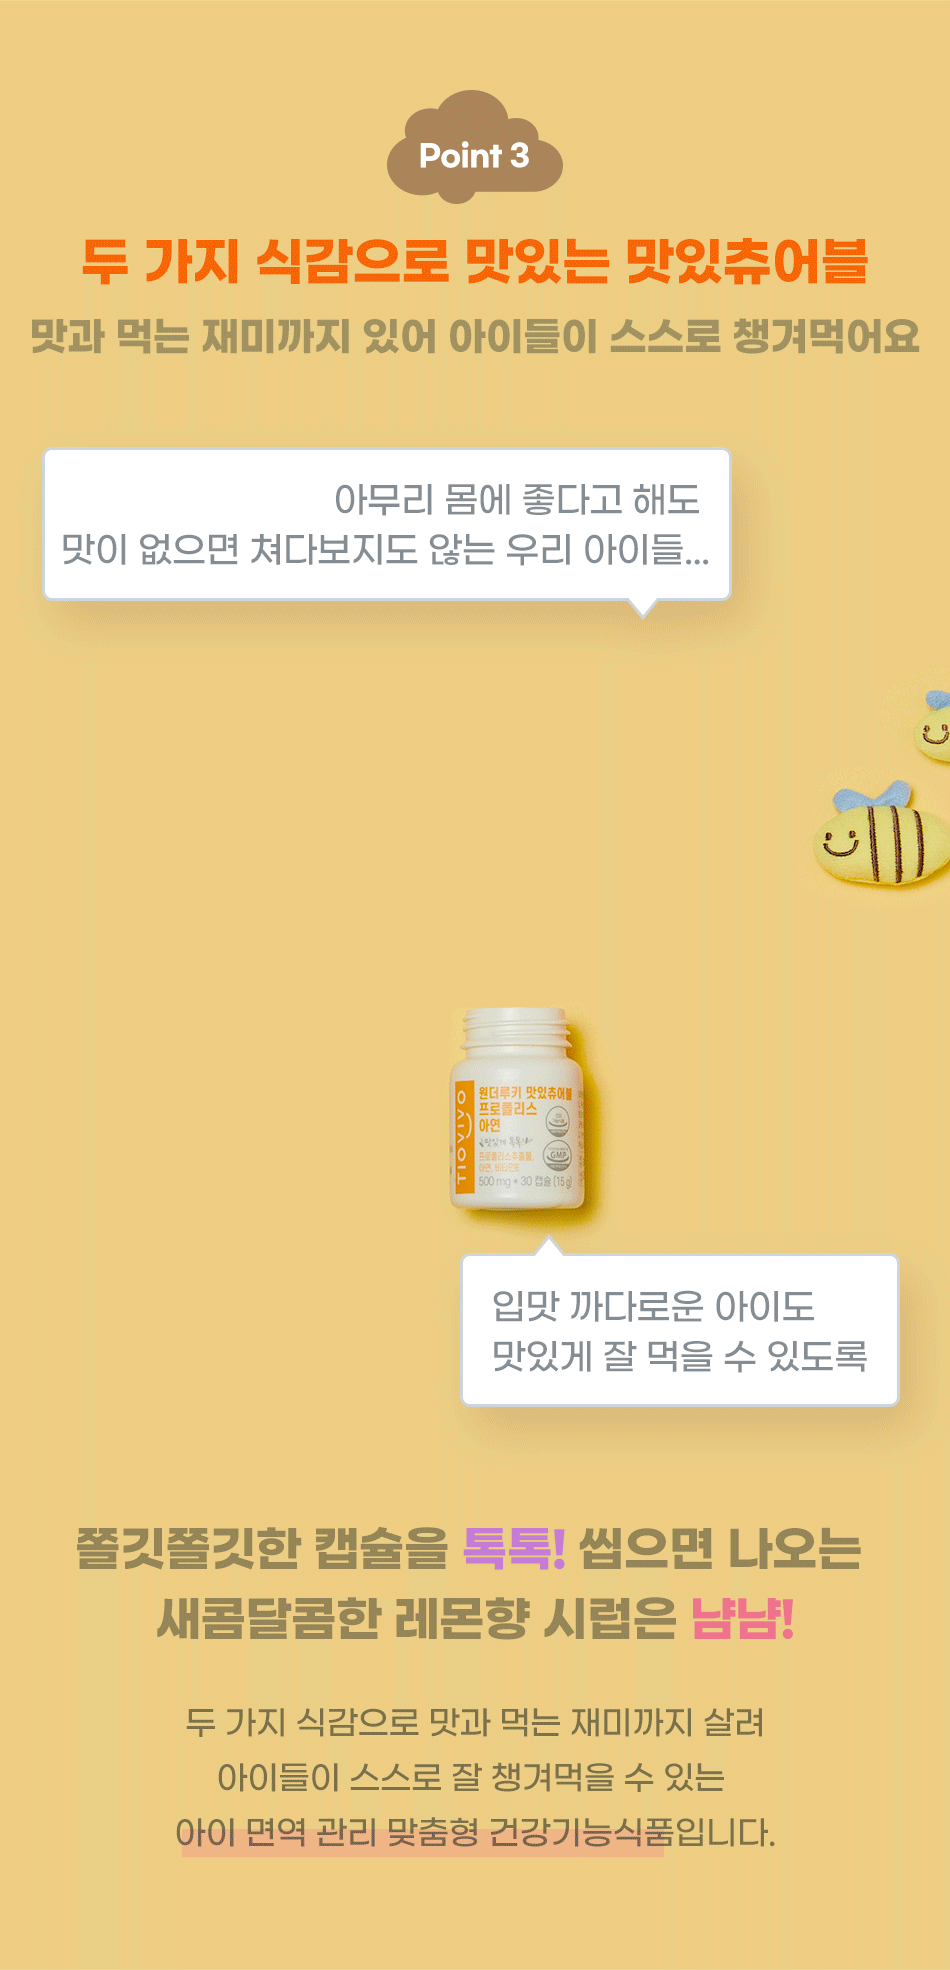 Point 3
두 가지 식감으로 맛있는 맛있츄어블
맛과 먹는 재미까지 있어 아이들이 스스로 챙겨먹어요
아무리 몸에 좋다고 해도
맛이 없으면 쳐다보지도 않는 우리 아이들...
TIOVIVO
원더루키 맛있츄어블
프로폴리스
아연
맛있게 톡톡!
프로폴리스추출물,
아연, 비타민E
500 mg * 30 캡슐 (15 g)
GMP
입맛 까다로운 아이도
맛있게 잘 먹을 수 있도록
쫄깃쫄깃한 캡슐을 톡톡! 씹으면 나오는
새콤달콤한 레몬향 시럽은 냠냠!
두 가지 식감으로 맛과 먹는 재미까지 살려
아이들이 스스로 잘 챙겨먹을 수 있는
아이 면역 관리 맞춤형 건강기능식품입니다.